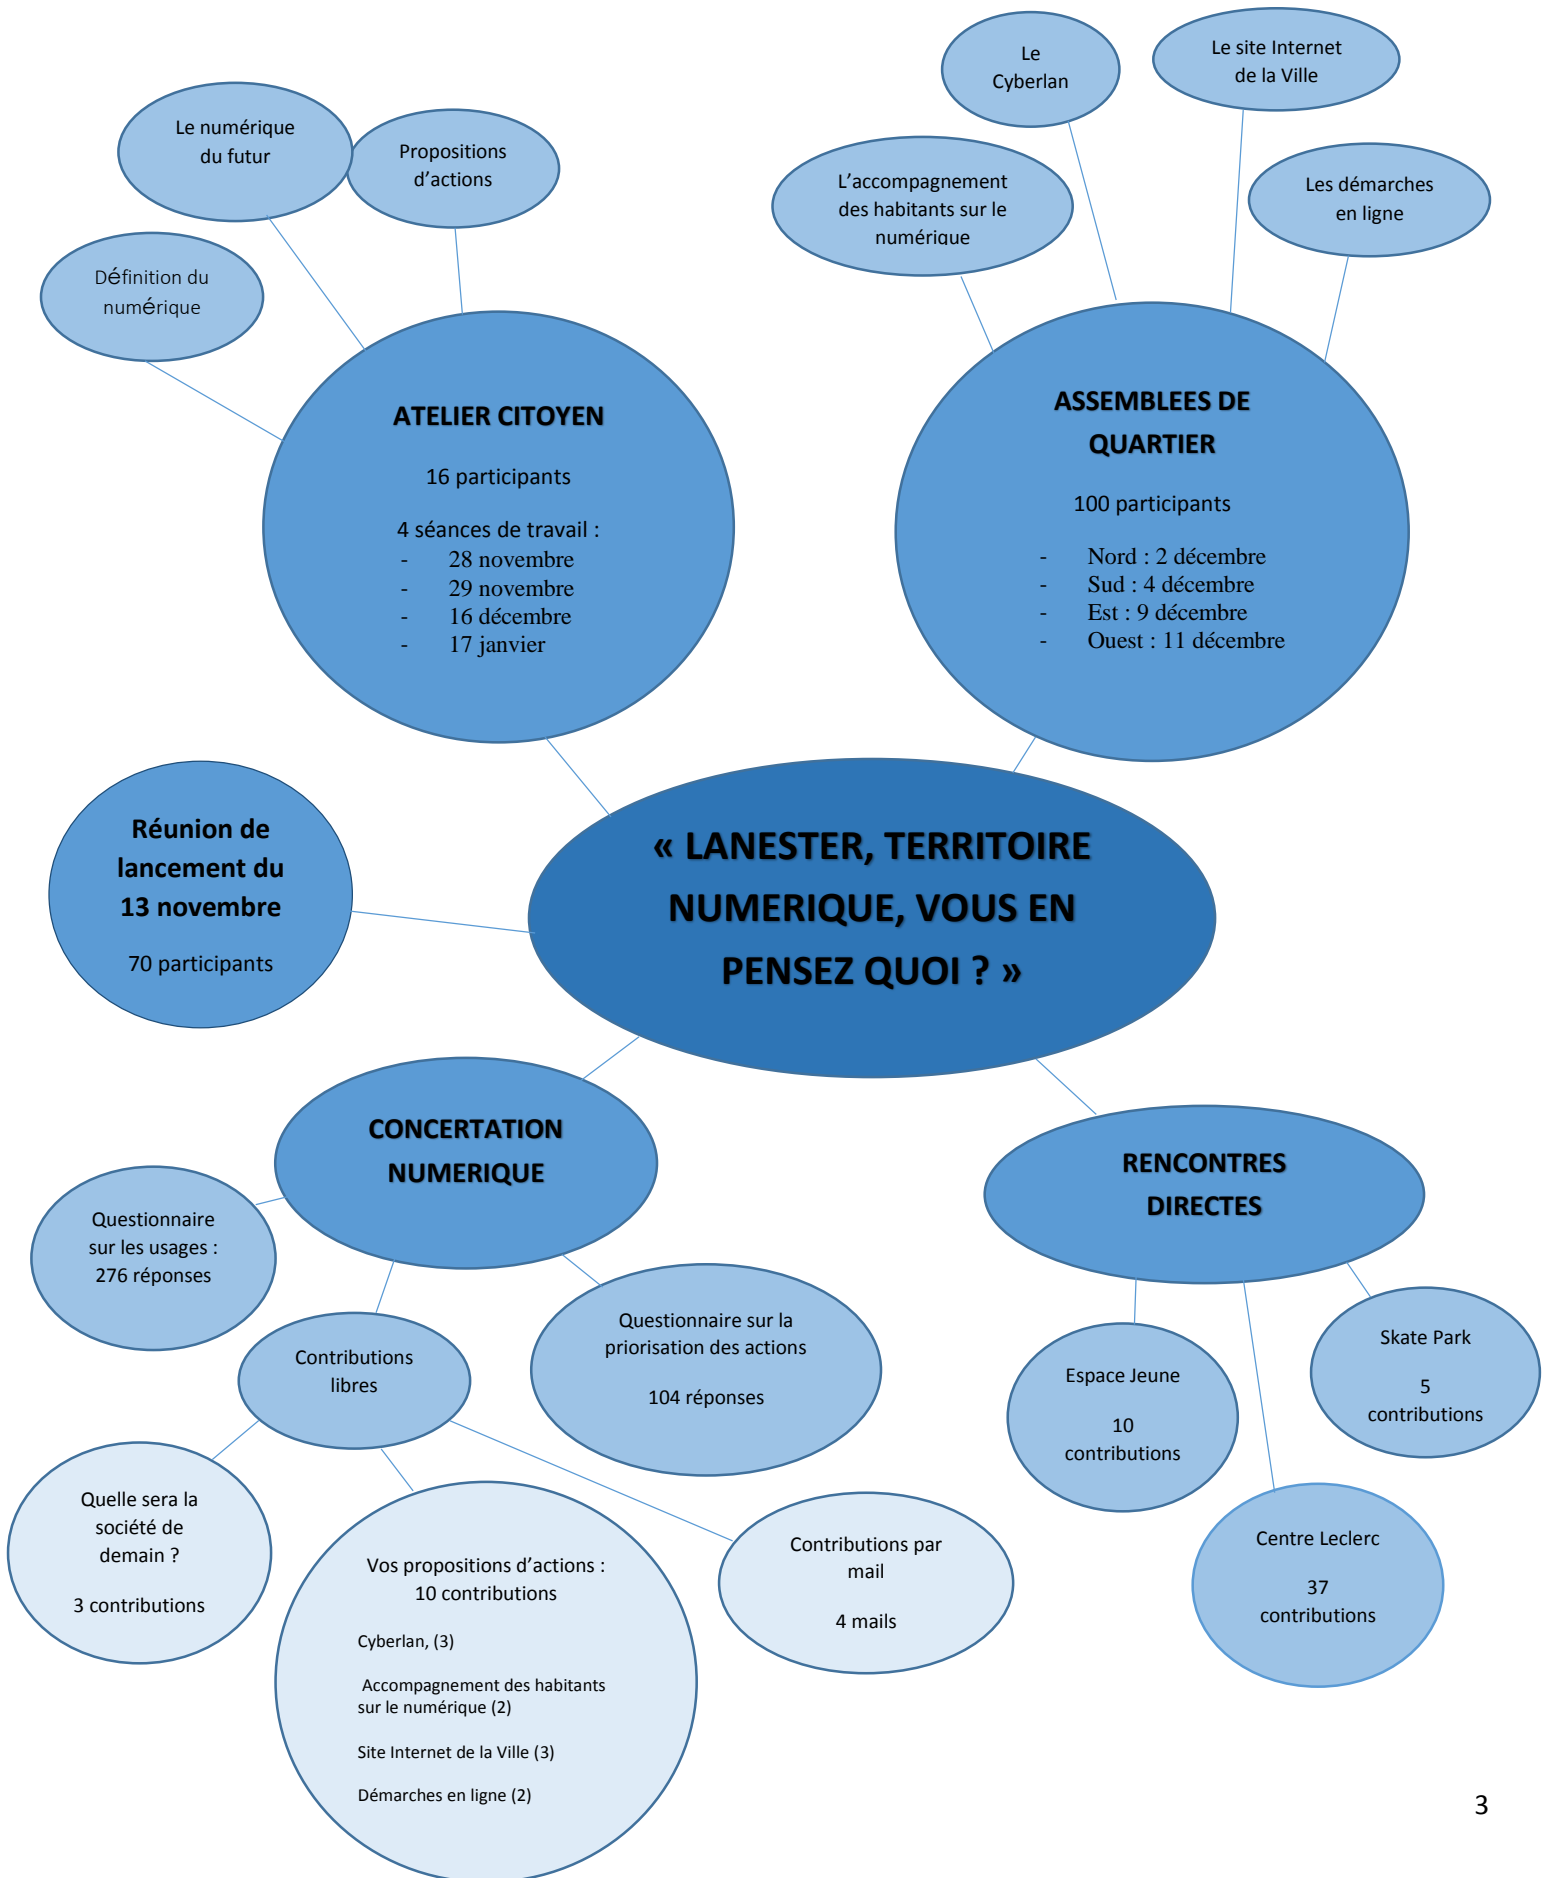 Le
Cyberlan
Le site Internet
de la Ville
Le numérique
du futur
Propositions
d’actions
L’accompagnement
des habitants sur le
numérique
Les démarches
en ligne
Définition du
numérique
ATELIER CITOYEN
16 participants
4 séances de travail :
- 28 novembre
- 29 novembre
- 16 décembre
- 17 janvier
ASSEMBLEES DE
QUARTIER
100 participants
- Nord : 2 décembre
- Sud : 4 décembre
- Est : 9 décembre
- Ouest : 11 décembre
Réunion de
lancement du
13 novembre
70 participants
« LANESTER, TERRITOIRE
NUMERIQUE, VOUS EN
PENSEZ QUOI ? »
CONCERTATION
NUMERIQUE
RENCONTRES
DIRECTES
Questionnaire
sur les usages :
276 réponses
Contributions
libres
Questionnaire sur la
priorisation des actions
104 réponses
Espace Jeune
10
contributions
Skate Park
5
contributions
Centre Leclerc
37
contributions
Quelle sera la
société de
demain ?
3 contributions
Vos propositions d’actions :
10 contributions
Cyberlan, (3)
Accompagnement des habitants
sur le numérique (2)
Site Internet de la Ville (3)
Démarches en ligne (2)
Contributions par
mail
4 mails
3